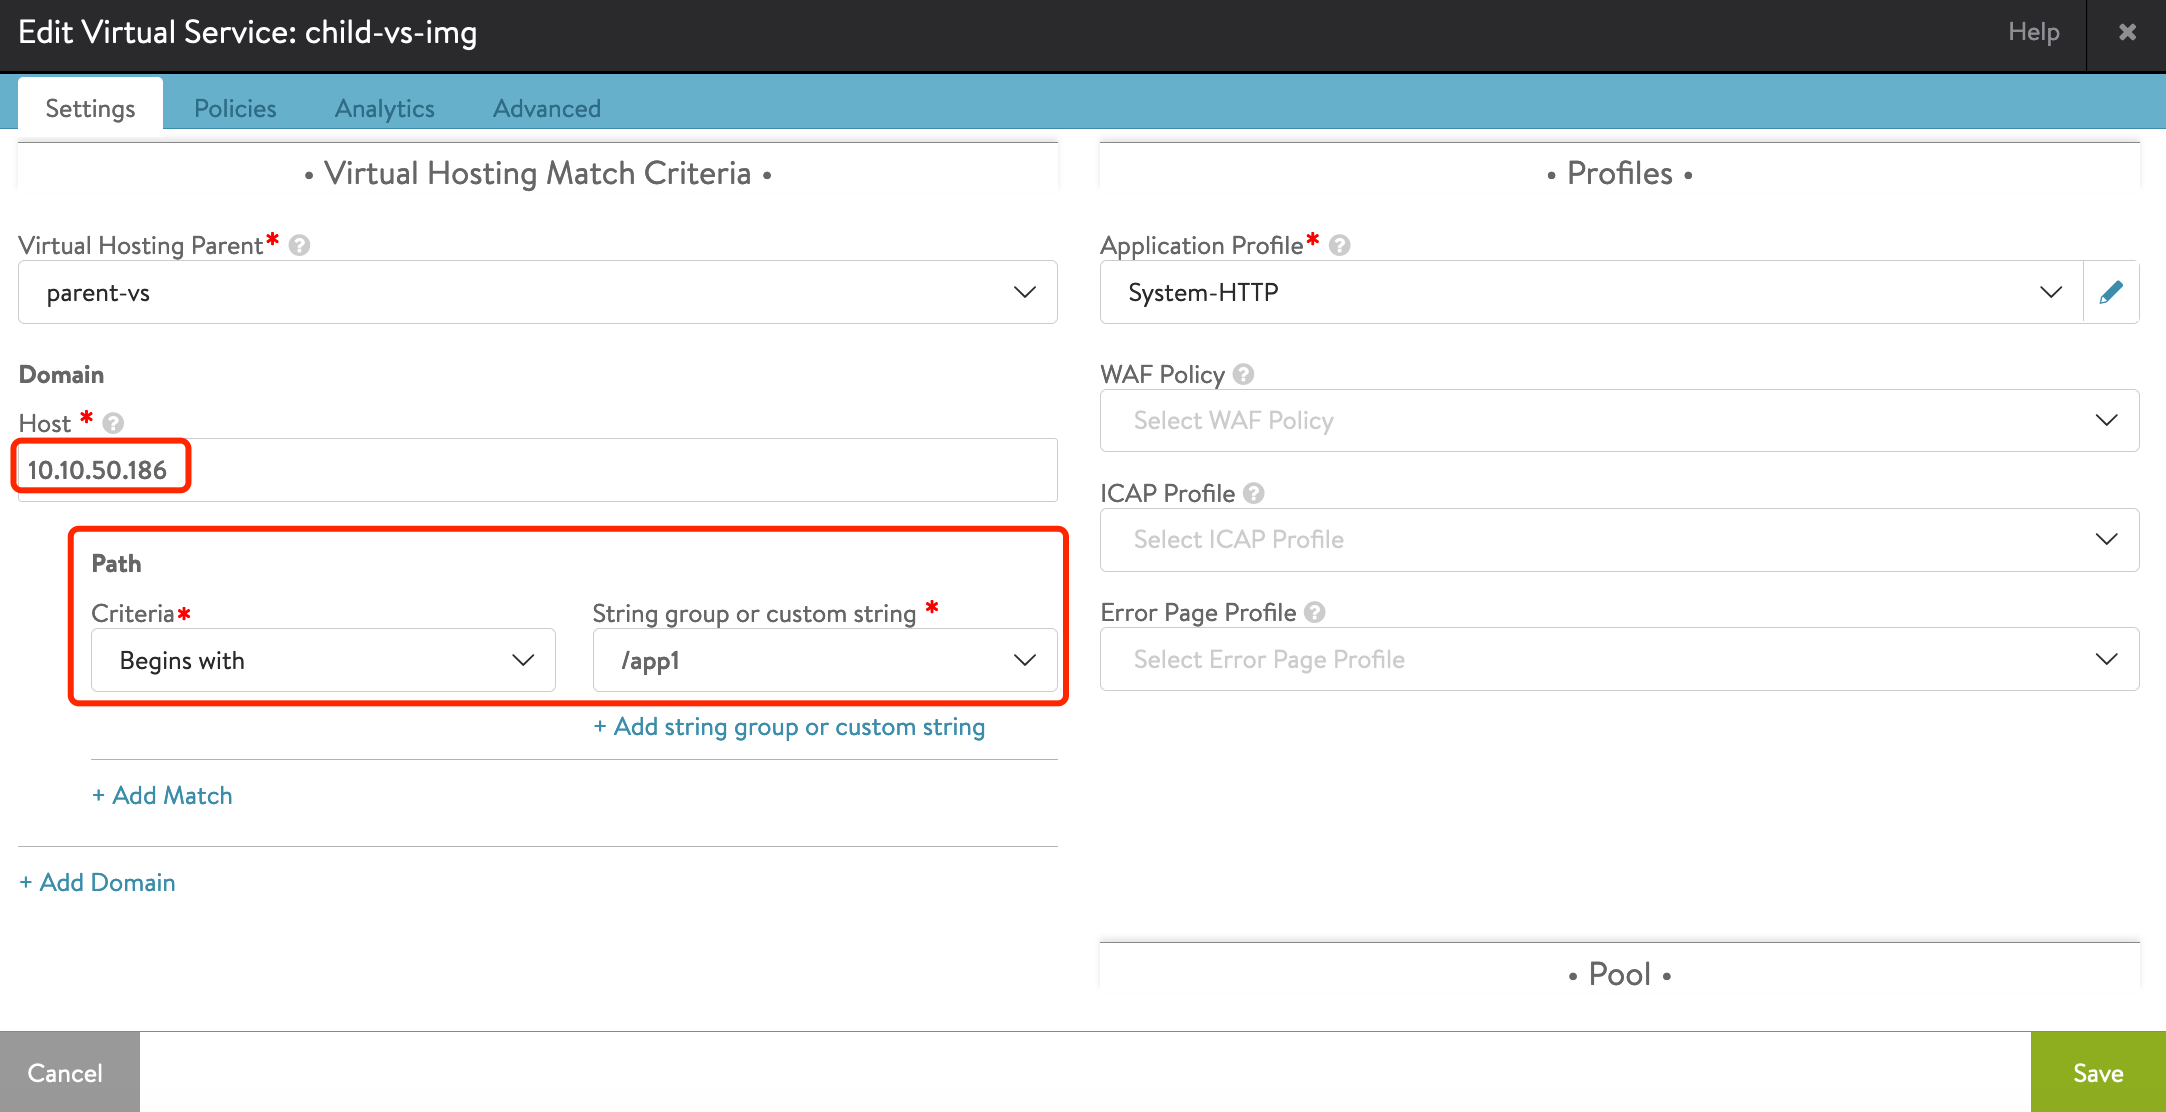 Edit Virtual Service: child-vs-img
Help
Settings Policies Analytics Advanced
• Virtual Hosting Match Criteria •
Virtual Hosting Parent*
parent-vs
Domain
Host *
10.10.50.186
Path
Criteria*
Begins with
String group or custom string *
/app1
+ Add string group or custom string
+ Add Match
+ Add Domain
• Profiles •
Application Profile*
System-HTTP
WAF Policy
Select WAF Policy
ICAP Profile
Select ICAP Profile
Error Page Profile
Select Error Page Profile
• Pool •
Cancel
Save